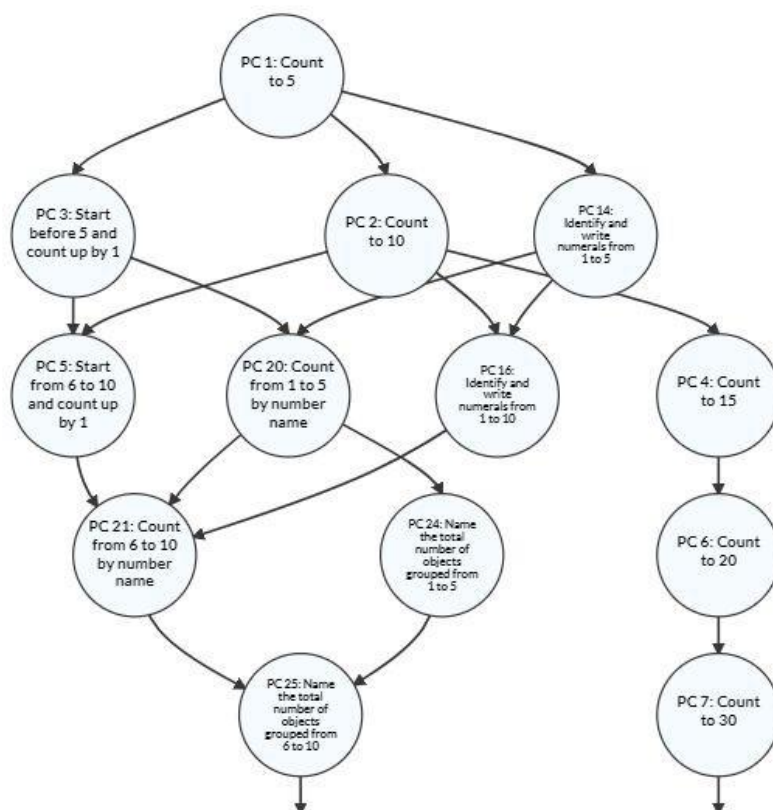 PC 1: Count
to 5
PC 3: Start
before 5 and
count up by 1
PC 2: Count
to 10
PC 14:
Identify and
write
numerals from
1 to 5
PC 5: Start
from 6 to 10
and count up
by 1
PC 20: Count
from 1 to 5
by number
name
PC 16:
Identify and
write
numerals from
1 to 10
PC 4: Count
to 15
PC 21: Count
from 6 to 10
by number
name
PC 24: Name
the total
number of
objects
grouped from
1 to 5
PC 6: Count
to 20
PC 25: Name
the total
number of
objects
grouped from
6 to 10
PC 7: Count
to 30